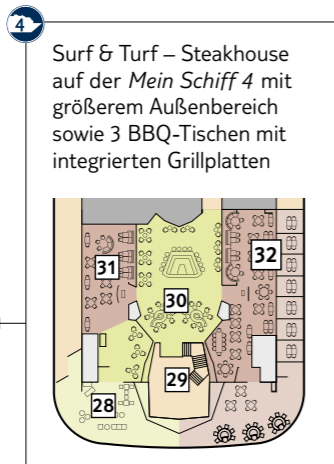 4
Surf & Turf – Steakhouse
auf der Mein Schiff 4 mit
größerem Außenbereich
sowie 3 BBQ-Tischen mit
integrierten Grillplatten
31
32
30
29
28